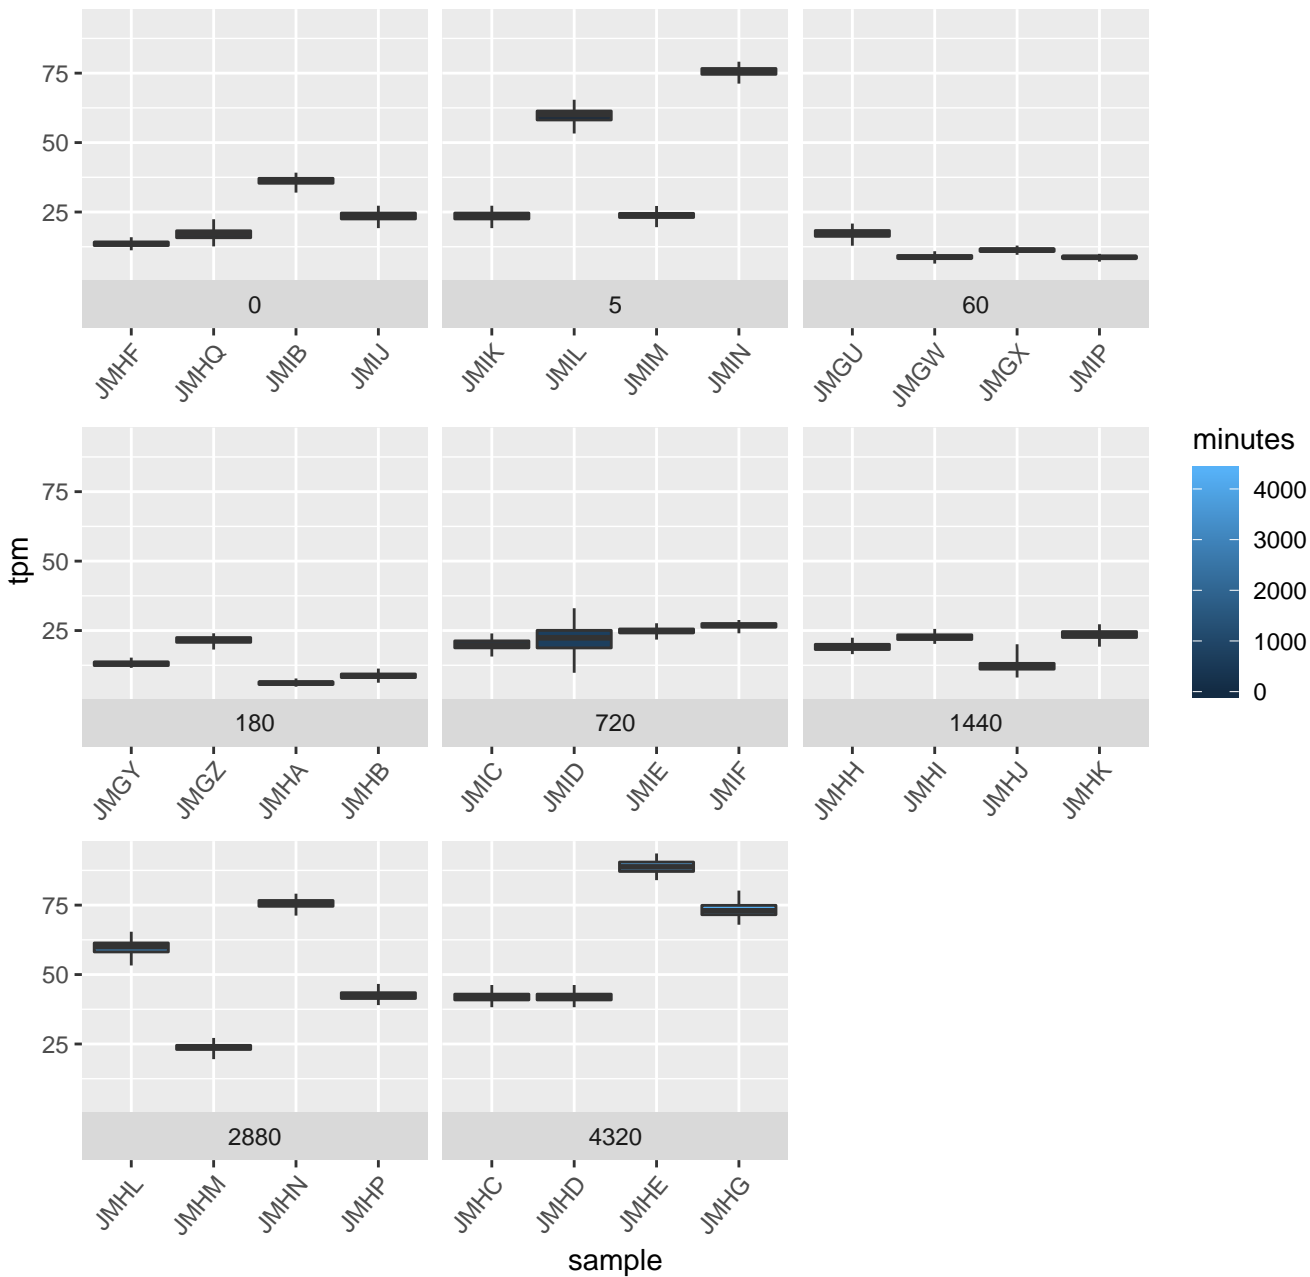 75
50
25
0
5
60
JMHF
JMHQ
JMIB
JMIJ
JMIK
JMIL
JMIM
JMIN
JMGU
JMGW
JMGX
JMIP
tpm
75
50
25
180
720
1440
JMGY
JMGZ
JMHA
JMHB
JMIC
JMID
JMIE
JMIF
JMHH
JMHI
JMHJ
JMHK
minutes
4000
3000
2000
1000
0
75
50
25
2880
4320
JMHL
JMHM
JMHN
JMHP
JMHC
JMHD
JMHE
JMHG
sample